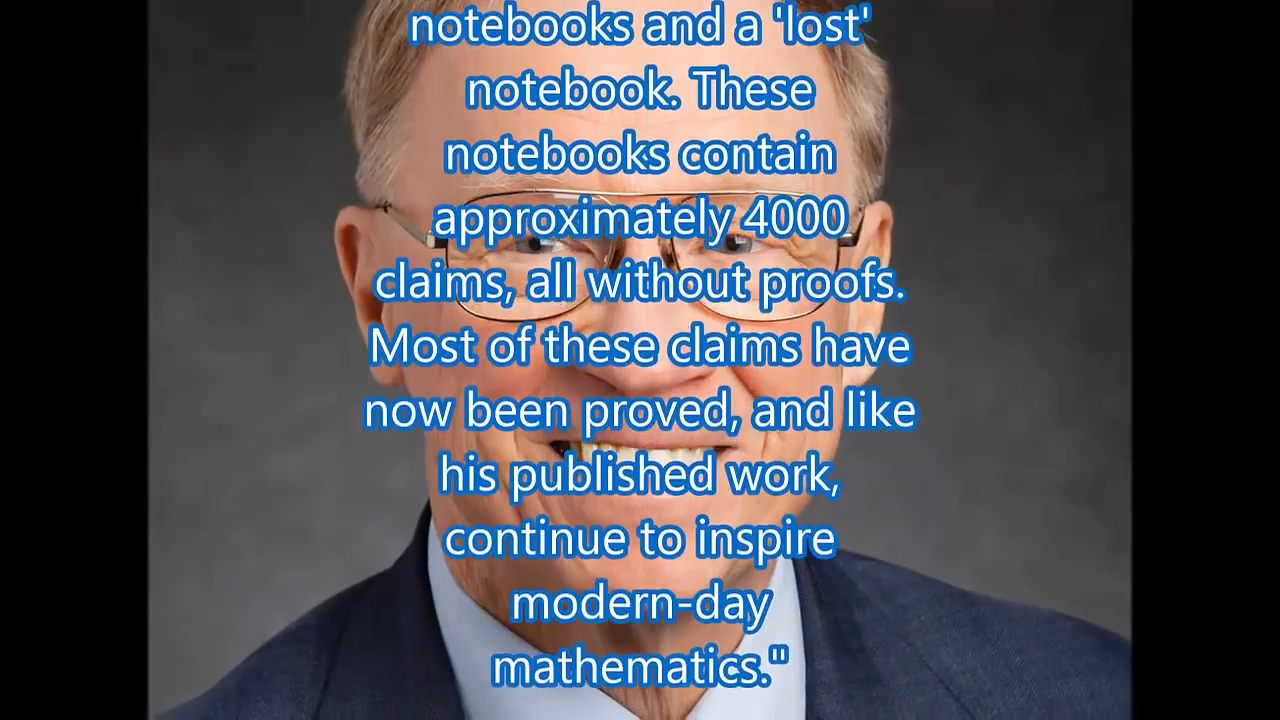 notebooks and a 'lost'
notebook. These
notebooks contain
approximately 4000
claims, all without proofs.
Most of these claims have
now been proved, and like
his published work,
continue to inspire
modern-day
mathematics."